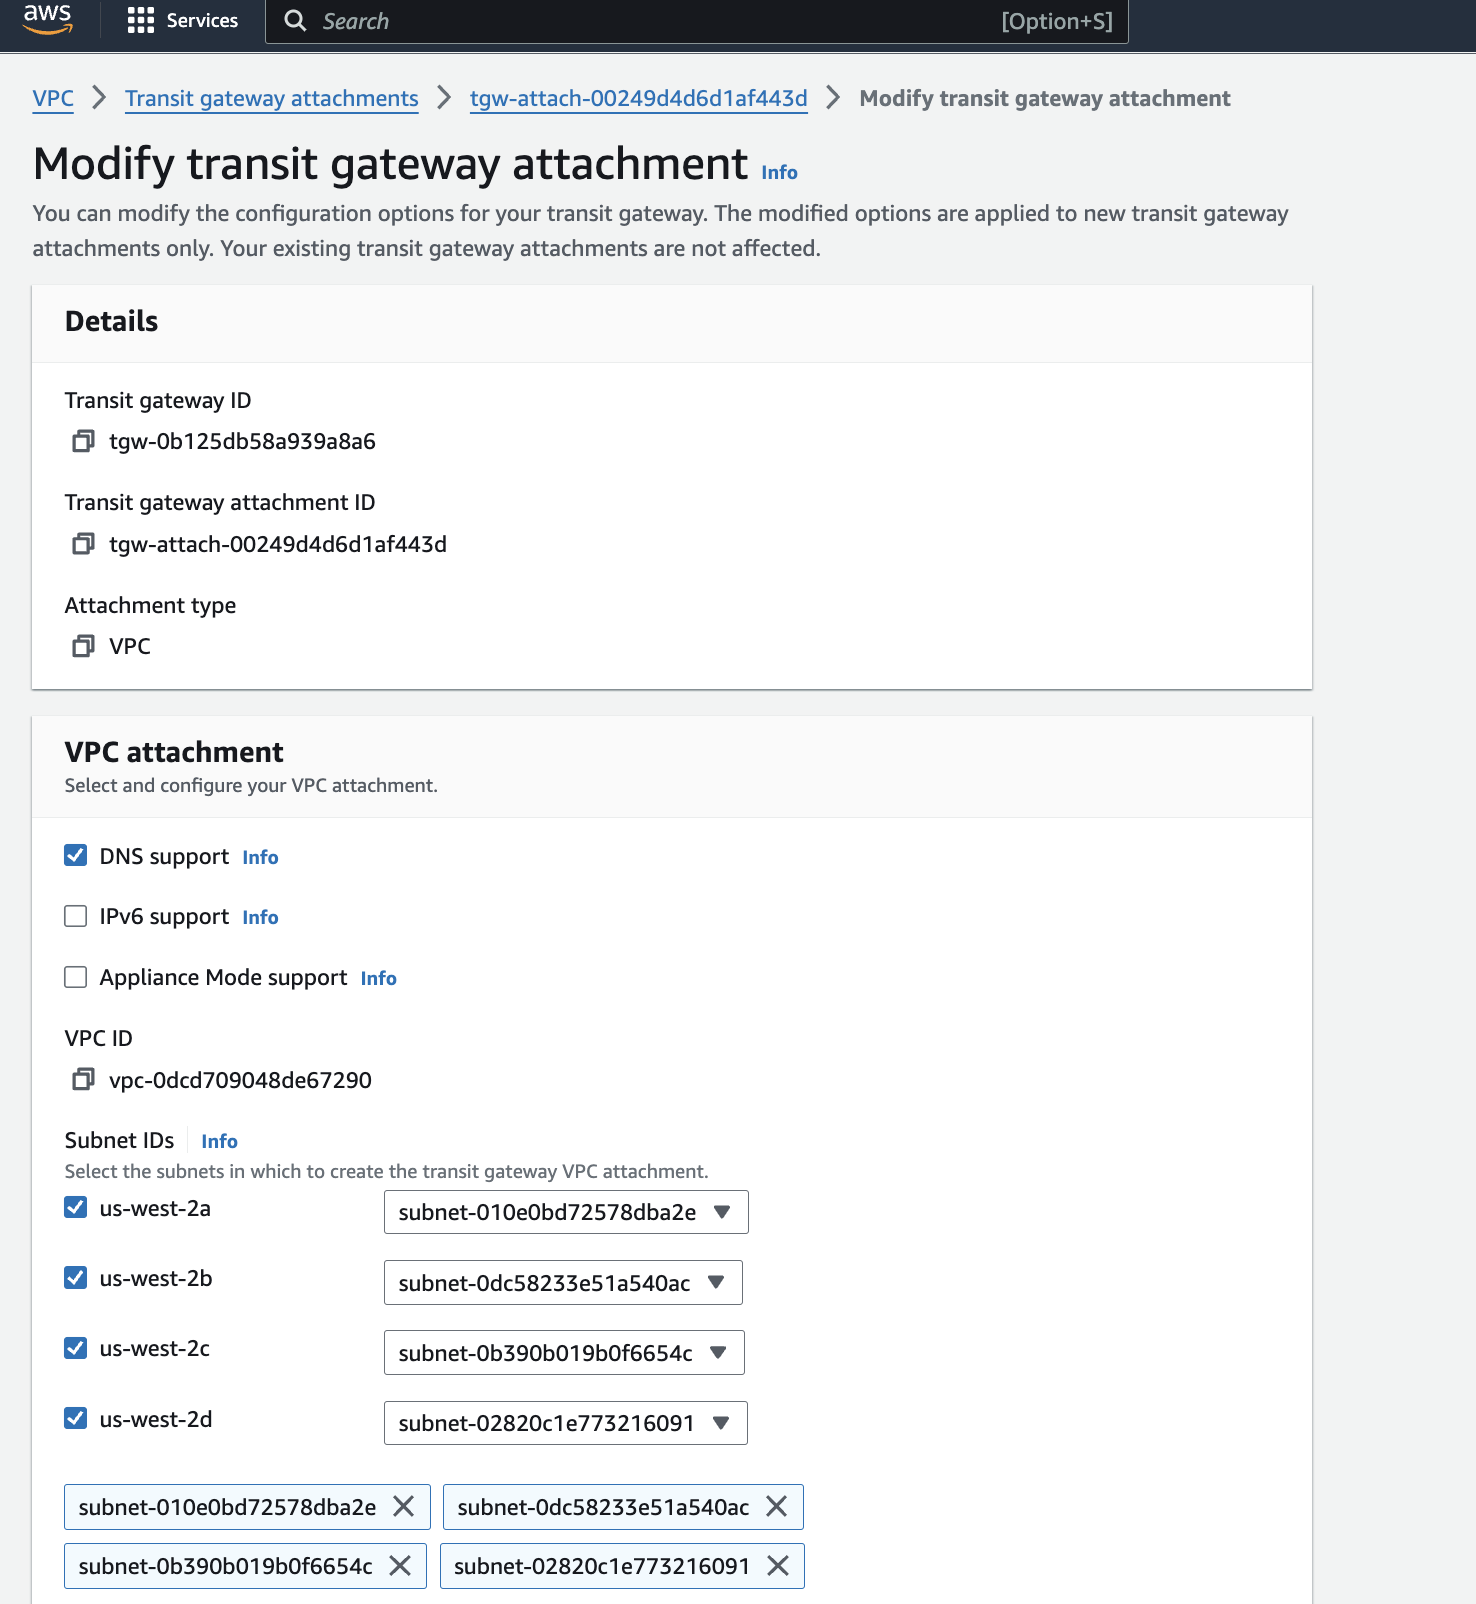 aws
Services
Search
[Option+S]
VPC > Transit gateway attachments > tgw-attach-00249d4d6d1af443d > Modify transit gateway attachment
Modify transit gateway attachment Info
You can modify the configuration options for your transit gateway. The modified options are applied to new transit gateway
attachments only. Your existing transit gateway attachments are not affected.
Details
Transit gateway ID
tgw-0b125db58a939a8a6
Transit gateway attachment ID
tgw-attach-00249d4d6d1af443d
Attachment type
VPC
VPC attachment
Select and configure your VPC attachment.
DNS support Info
IPv6 support Info
Appliance Mode support Info
VPC ID
vpc-0dcd709048de67290
Subnet IDs Info
Select the subnets in which to create the transit gateway VPC attachment.
us-west-2a subnet-010e0bd72578dba2e
us-west-2b subnet-0dc58233e51a540ac
us-west-2c subnet-0b390b019b0f6654c
us-west-2d subnet-02820c1e773216091
subnet-010e0bd72578dba2e subnet-0dc58233e51a540ac
subnet-0b390b019b0f6654c subnet-02820c1e773216091